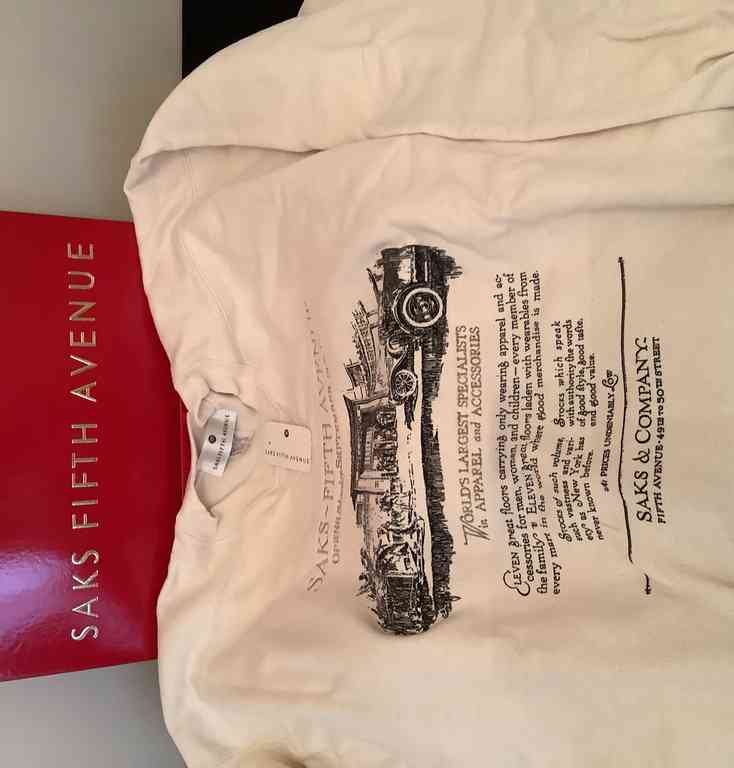 SAKS FIFTH AVENUE
SAKS FIFTH AVENUE
SAKS~FIFTH AVENUE
WORLD'S LARGEST SPECIALISTS
in APPAREL and ACCESSORIES
ELEVEN great floors carrying only wearing apparel and ac-
cessories for men, women, and children—every member of
the family. ELEVEN great floors laden with wearables from
every mart in the world where good merchandise is made.
Stocks of such volume,
such vastness and vari-
ety as New York has
never known before.
Stocks which speak
with authority the words
of good style, good taste,
and good value.
At PRICES UNDENIABLY Low
SAKS & COMPANY
FIFTH AVENUE • 49TH TO 50TH STREET